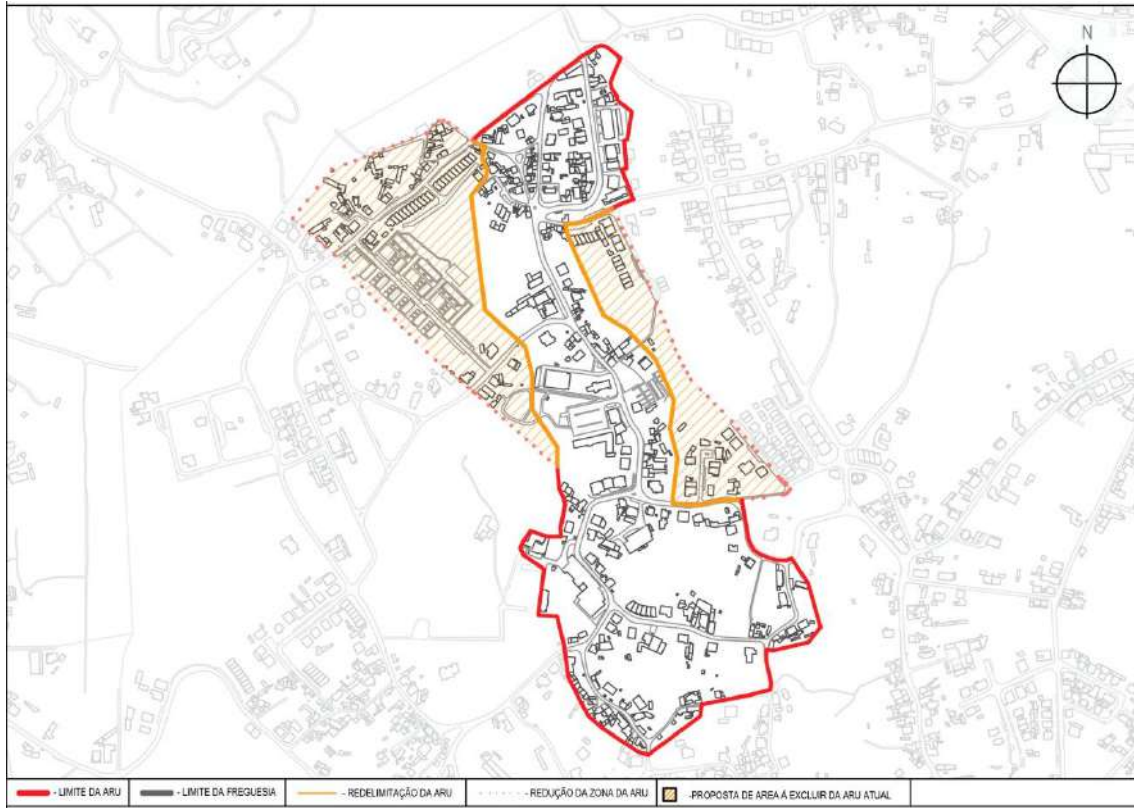 N
- LIMITE DA ARU
- LIMITE DA FREGUESIA
- REDELIMITAÇÃO DA ARU
- REDUÇÃO DA ZONA DA ARU
-PROPOSTA DE AREA À EXCLUIR DA ARU ATUAL